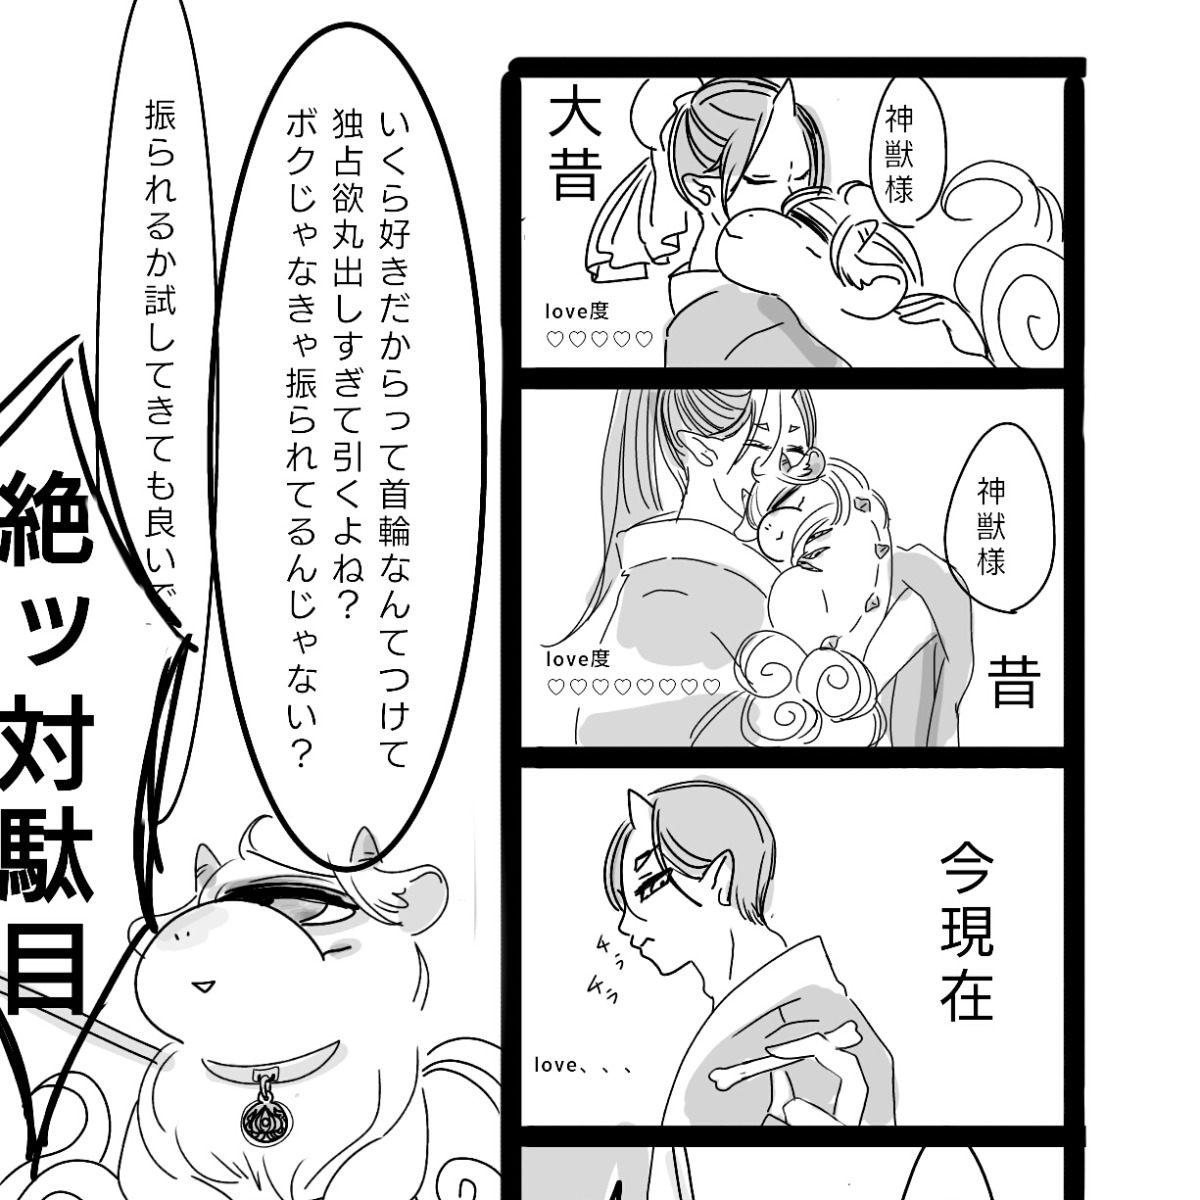 大昔
神獣様
love度
♡♡♡♡♡
神獣様
昔
love度
♡♡♡♡♡♡♡♡
今現在
イラ
イラ
love、、、
いくら好きだからって首輪なんてつけて
独占欲丸出しすぎて引くよね？
ボクじゃなきゃ振られてるんじゃない？
振られるか試してきても良いで
絶ッ対駄目